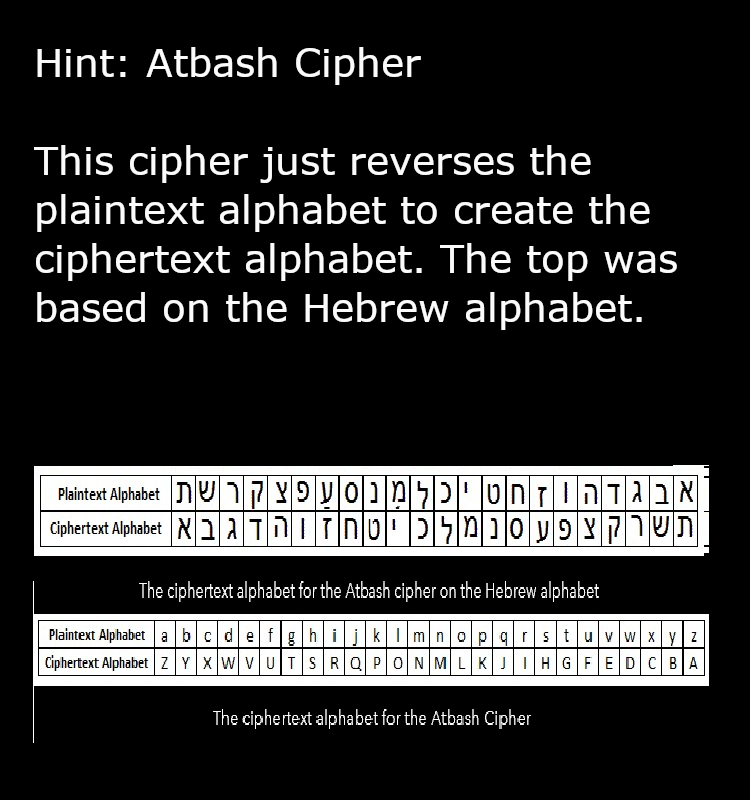 Hint: Atbash Cipher
This cipher just reverses the
plaintext alphabet to create the
ciphertext alphabet. The top was
based on the Hebrew alphabet.
Plaintext Alphabet א ב ג ד ה ו ז ח ט י כ ל מ נ ס ע פ צ ק ר ש ת
Ciphertext Alphabet ת ש ר ק צ פ ע ס נ מ ל כ י ט ח ז ו ה ד ג ב א
The ciphertext alphabet for the Atbash cipher on the Hebrew alphabet
Plaintext Alphabet a b c d e f g h i j k l m n o p q r s t u v w x y z
Ciphertext Alphabet Z Y X W V U T S R Q P O N M L K J I H G F E D C B A
The ciphertext alphabet for the Atbash Cipher